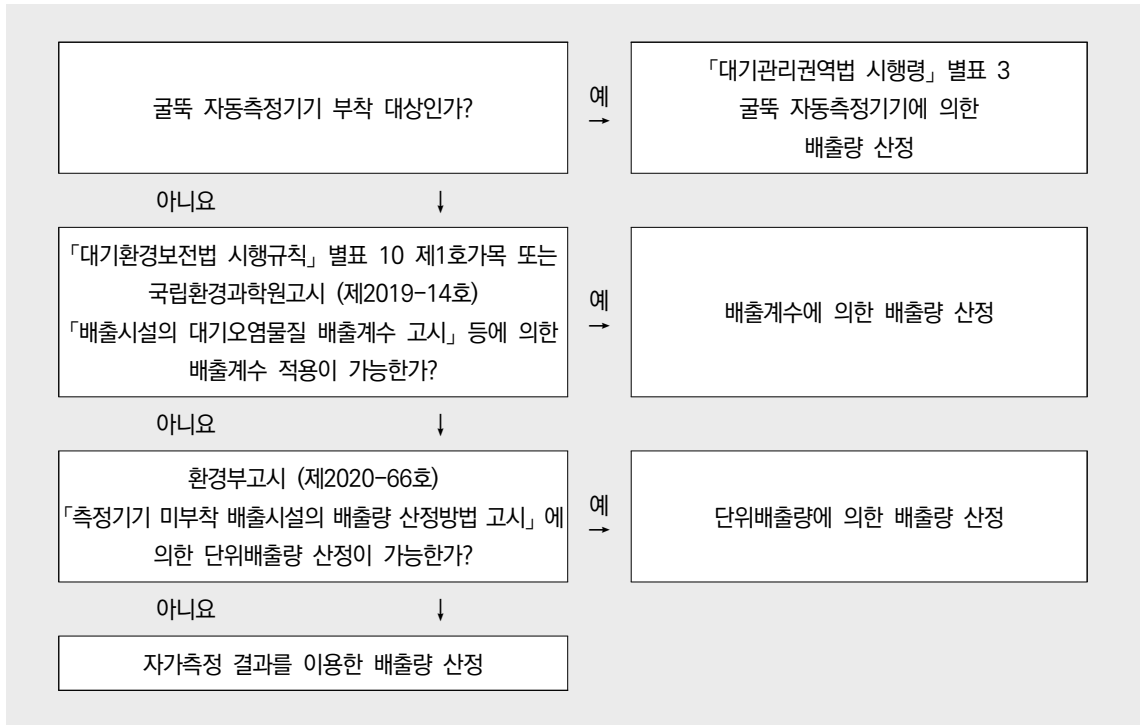 굴뚝 자동측정기기 부착 대상인가?
예
→
「대기관리권역법 시행령」 별표 3
굴뚝 자동측정기기에 의한
배출량 산정
아니요 ↓
「대기환경보전법 시행규칙」 별표 10 제1호가목 또는
국립환경과학원고시 (제2019-14호)
「배출시설의 대기오염물질 배출계수 고시」 등에 의한
배출계수 적용이 가능한가?
예
→
배출계수에 의한 배출량 산정
아니요 ↓
환경부고시 (제2020-66호)
「측정기기 미부착 배출시설의 배출량 산정방법 고시」에
의한 단위배출량 산정이 가능한가?
예
→
단위배출량에 의한 배출량 산정
아니요 ↓
자가측정 결과를 이용한 배출량 산정